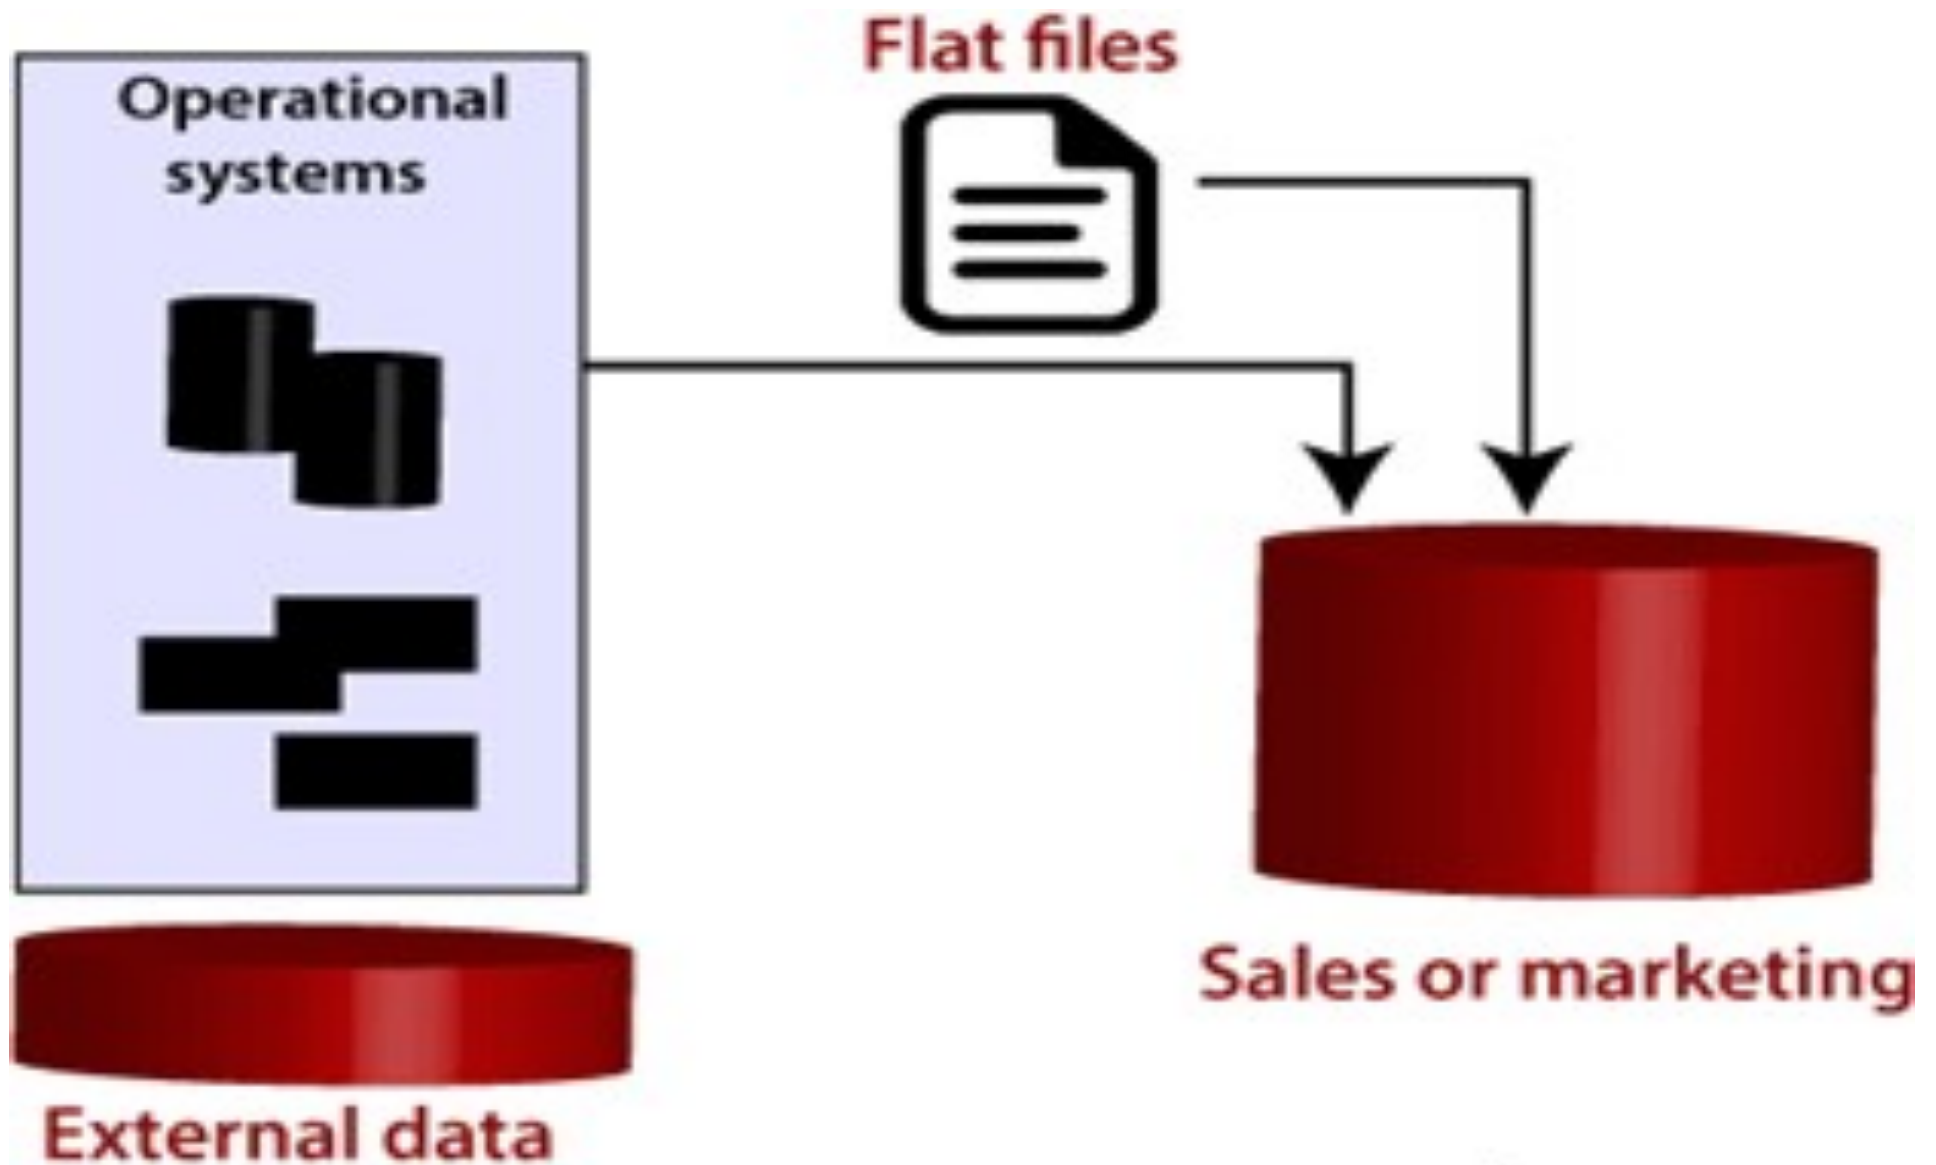 Flat files
Operational
systems
Sales or marketing
External data